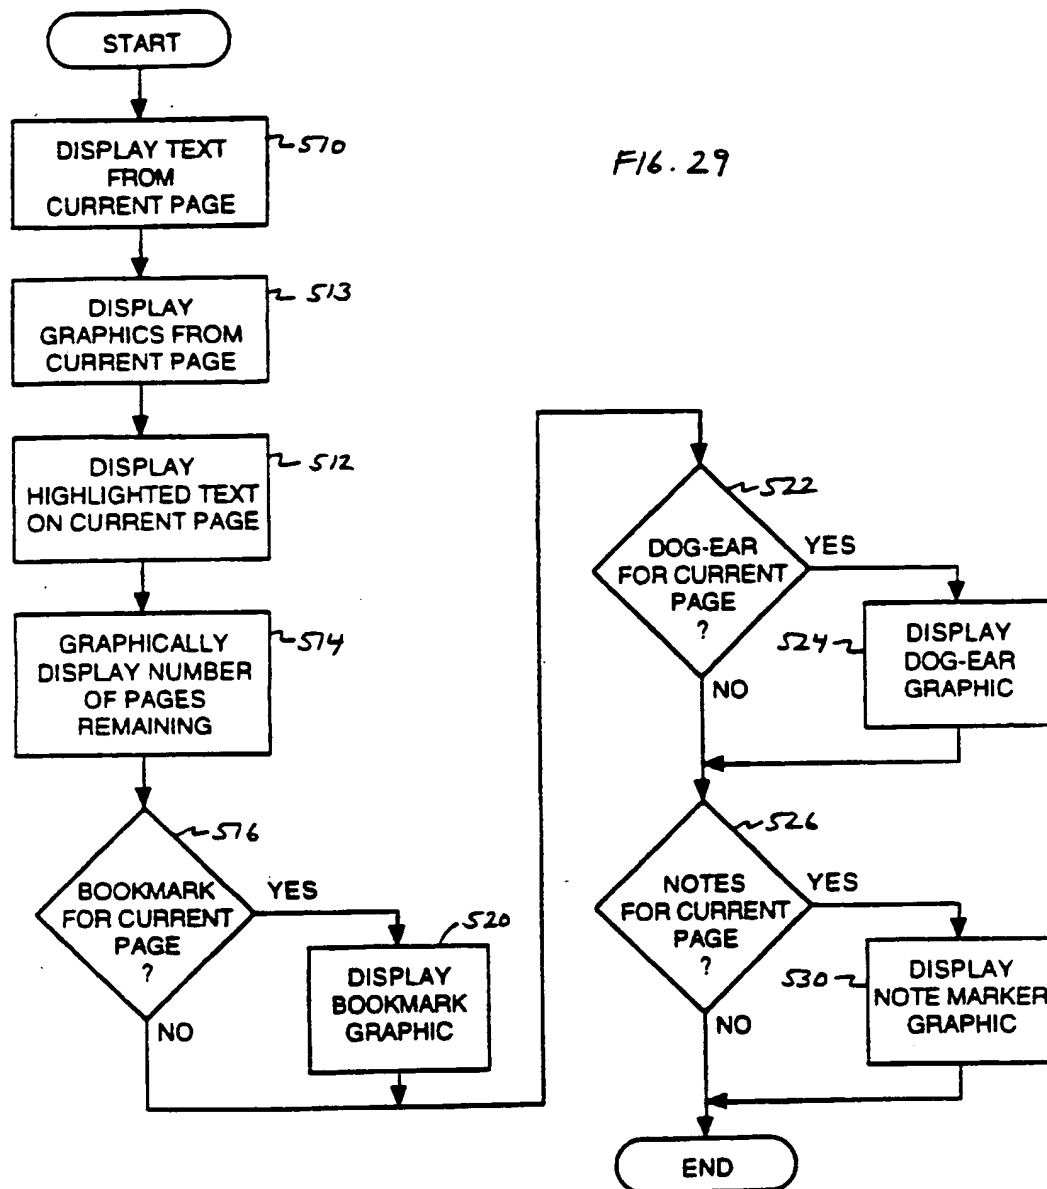 START
DISPLAY TEXT
FROM
CURRENT PAGE
510
FIG. 29
DISPLAY
GRAPHICS FROM
CURRENT PAGE
513
DISPLAY
HIGHLIGHTED TEXT
ON CURRENT PAGE
512
GRAPHICALLY
DISPLAY NUMBER
OF PAGES
REMAINING
514
BOOKMARK
FOR CURRENT
PAGE
?
516
YES
NO
DISPLAY
BOOKMARK
GRAPHIC
520
DOG-EAR
FOR CURRENT
PAGE
?
522
YES
NO
DISPLAY
DOG-EAR
GRAPHIC
524
NOTES
FOR CURRENT
PAGE
?
526
YES
NO
DISPLAY
NOTE MARKER
GRAPHIC
530
END